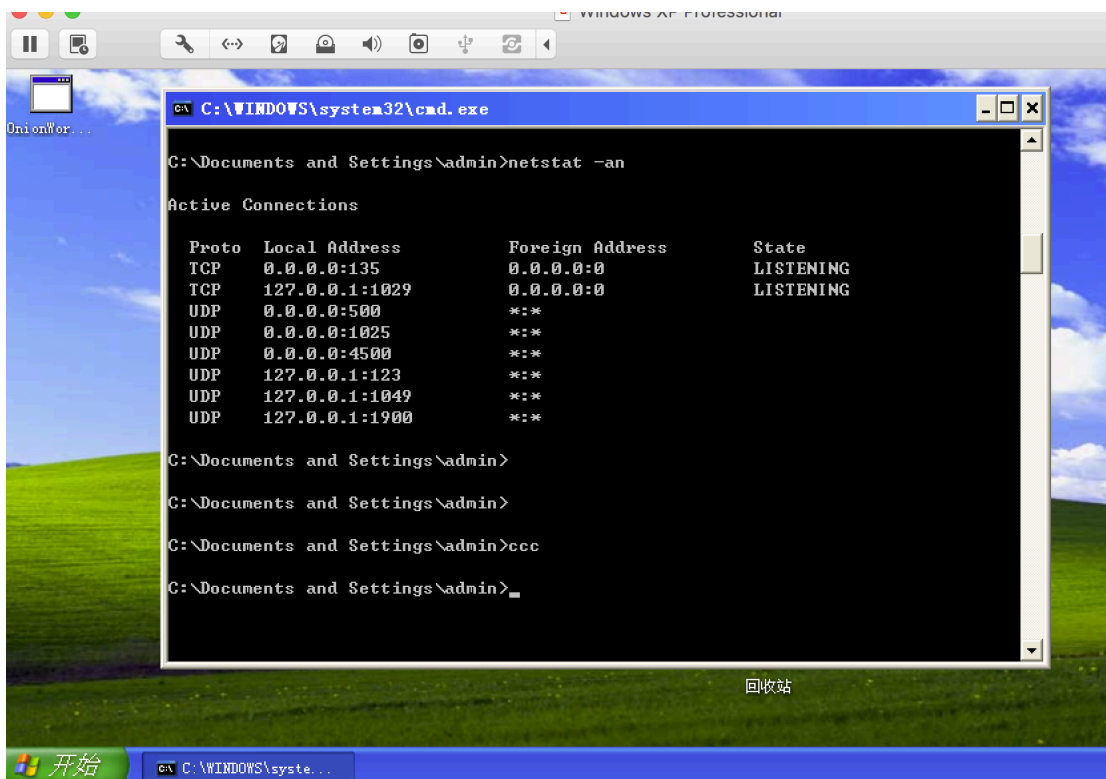 Windows XP Professional
OnionWor...
C:\WINDOWS\system32\cmd.exe
C:\Documents and Settings\admin>netstat -an
Active Connections
Proto  Local Address          Foreign Address        State
TCP    0.0.0.0:135            0.0.0.0:0              LISTENING
TCP    127.0.0.1:1029         0.0.0.0:0              LISTENING
UDP    0.0.0.0:500            *:*
UDP    0.0.0.0:1025           *:*
UDP    0.0.0.0:4500           *:*
UDP    127.0.0.1:123          *:*
UDP    127.0.0.1:1049         *:*
UDP    127.0.0.1:1900         *:*
C:\Documents and Settings\admin>
C:\Documents and Settings\admin>
C:\Documents and Settings\admin>ccc
C:\Documents and Settings\admin>_
回收站
开始
C:\WINDOWS\syste...